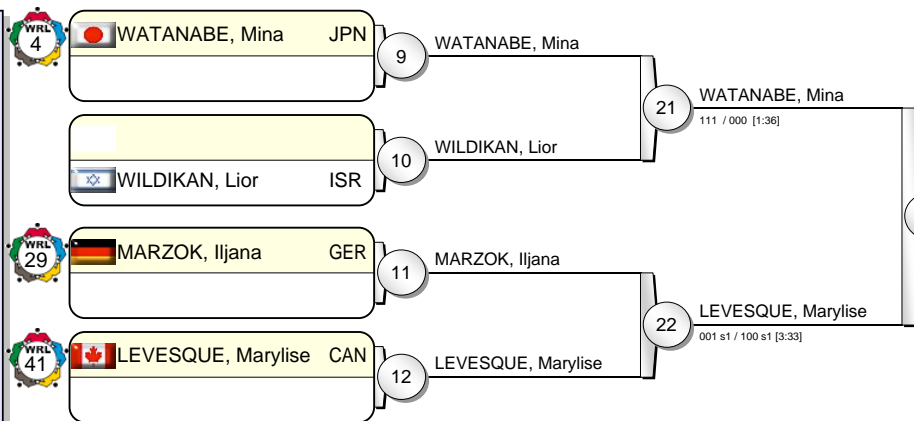 WRL
4
WATANABE, Mina JPN
9
WATANABE, Mina
21
WATANABE, Mina
111 / 000 [1:36]
10
WILDIKAN, Lior
WILDIKAN, Lior ISR
WRL
29
MARZOK, Iljana GER
11
MARZOK, Iljana
22
LEVESQUE, Marylise
001 s1 / 100 s1 [3:33]
WRL
41
LEVESQUE, Marylise CAN
12
LEVESQUE, Marylise